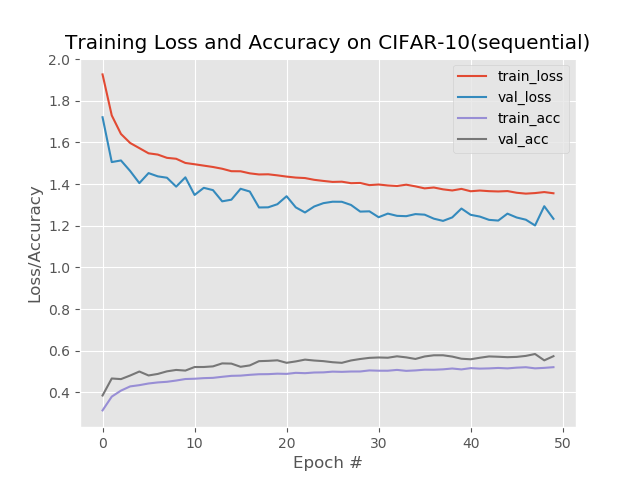 Training Loss and Accuracy on CIFAR-10(sequential)
2.0
1.8
1.6
1.4
1.2
1.0
0.8
0.6
0.4
Loss/Accuracy
train_loss
val_loss
train_acc
val_acc
0 10 20 30 40 50
Epoch #